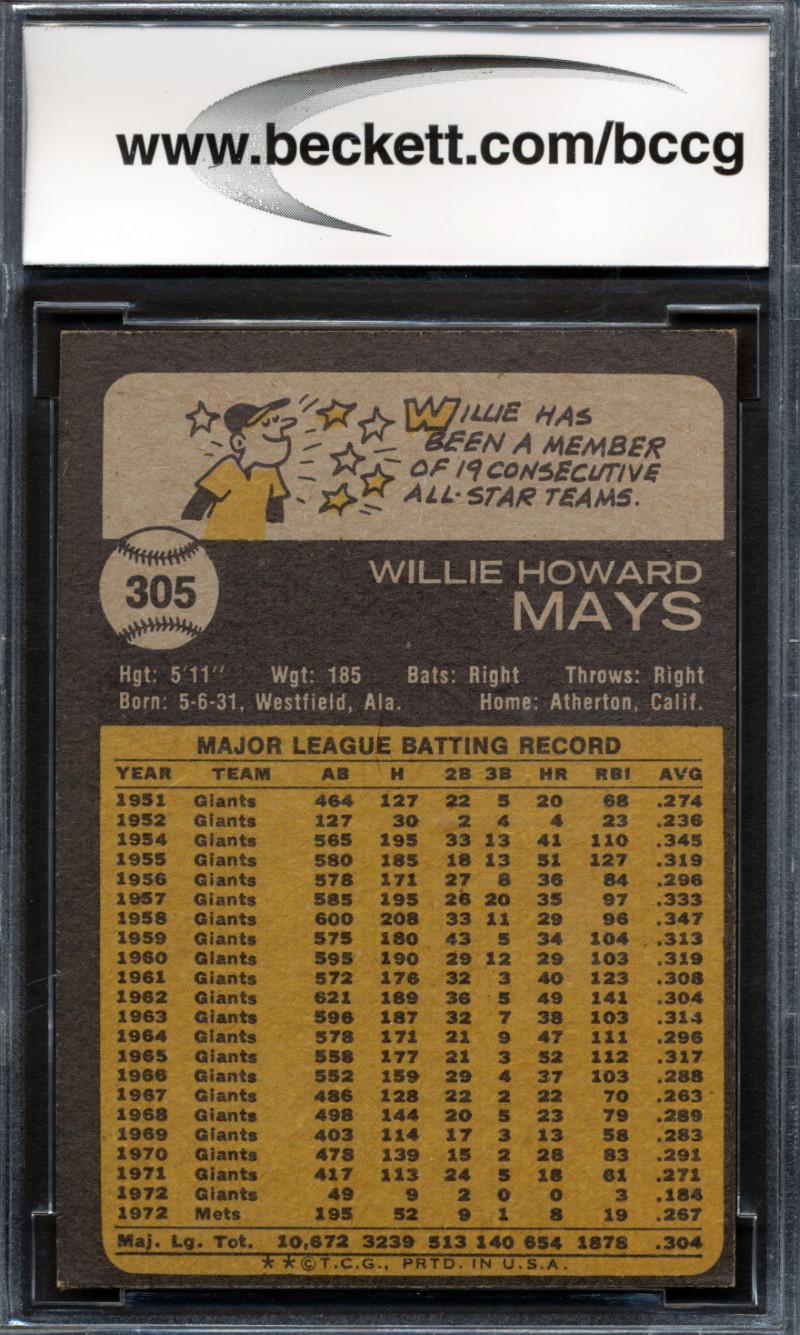 www.beckett.com/bccg
WILLIE HAS
BEEN A MEMBER
OF 19 CONSECUTIVE
ALL-STAR TEAMS.
305
WILLIE HOWARD
MAYS
Hgt: 5'11" Wgt: 185 Bats: Right Throws: Right
Born: 5-6-31, Westfield, Ala. Home: Atherton, Calif.
MAJOR LEAGUE BATTING RECORD
YEAR TEAM AB H 2B 3B HR RBI AVG
1951 Giants 464 127 22 5 20 68 .274
1952 Giants 127 30 2 4 4 23 .236
1954 Giants 565 195 33 13 41 110 .345
1955 Giants 580 185 18 13 51 127 .319
1956 Giants 578 171 27 8 36 84 .296
1957 Giants 585 195 26 20 35 97 .333
1958 Giants 600 208 33 11 29 96 .347
1959 Giants 575 180 43 5 34 104 .313
1960 Giants 595 190 29 12 29 103 .319
1961 Giants 572 176 32 3 40 123 .308
1962 Giants 621 189 36 5 49 141 .304
1963 Giants 596 187 32 7 38 103 .314
1964 Giants 578 171 21 9 47 111 .296
1965 Giants 558 177 21 3 52 112 .317
1966 Giants 552 159 29 4 37 103 .288
1967 Giants 486 128 22 2 22 70 .263
1968 Giants 498 144 20 5 23 79 .289
1969 Giants 403 114 17 3 13 58 .283
1970 Giants 478 139 15 2 28 83 .291
1971 Giants 417 113 24 5 18 61 .271
1972 Giants 49 9 2 0 0 3 .184
1972 Mets 195 52 9 1 8 19 .267
Maj. Lg. Tot. 10,672 3239 513 140 654 1878 .304
**©T.C.G., PRTD. IN U.S.A.